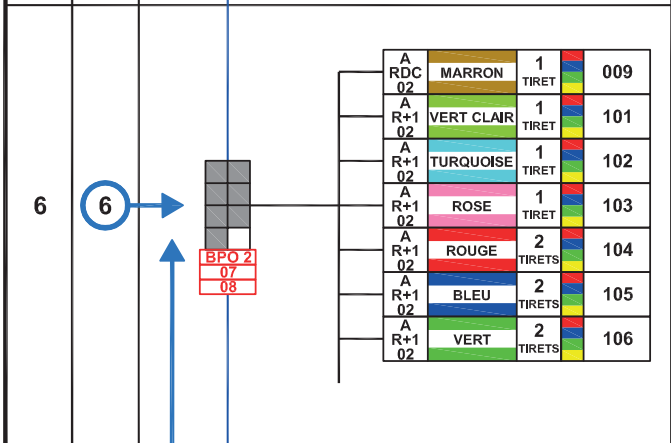 6
6
BPO 2
07
08
A
RDC
02
MARRON
1
TIRET
009
A
R+1
02
VERT CLAIR
1
TIRET
101
A
R+1
02
TURQUOISE
1
TIRET
102
A
R+1
02
ROSE
1
TIRET
103
A
R+1
02
ROUGE
2
TIRETS
104
A
R+1
02
BLEU
2
TIRETS
105
A
R+1
02
VERT
2
TIRETS
106